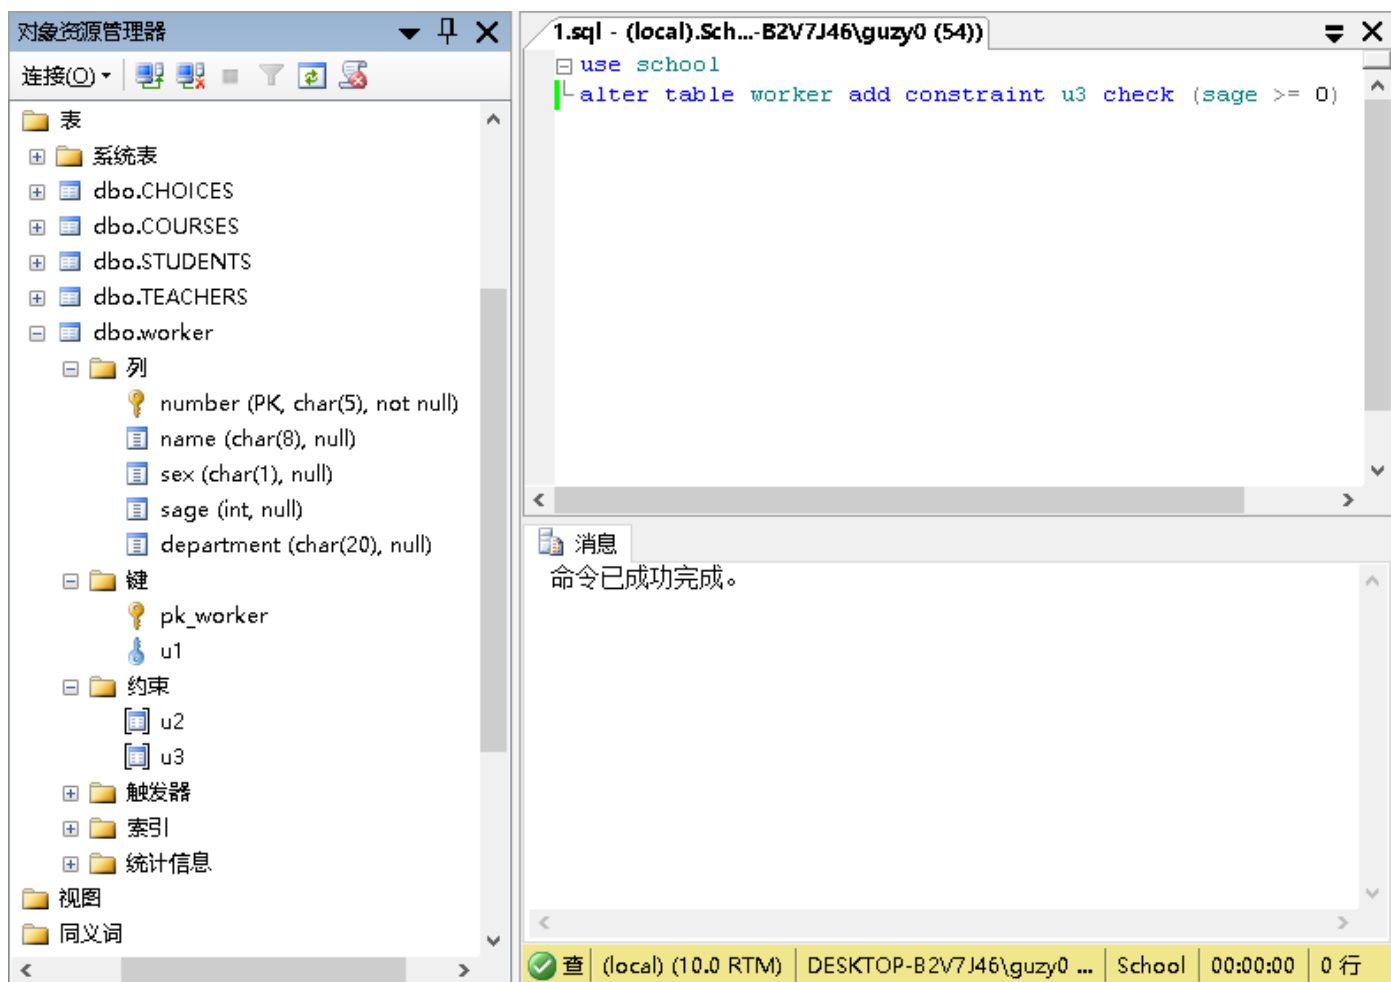 对象资源管理器
连接(O)
表
系统表
dbo.CHOICES
dbo.COURSES
dbo.STUDENTS
dbo.TEACHERS
dbo.worker
列
number (PK, char(5), not null)
name (char(8), null)
sex (char(1), null)
sage (int, null)
department (char(20), null)
键
pk_worker
u1
约束
u2
u3
触发器
索引
统计信息
视图
同义词
1.sql - (local).Sch...-B2V7J46\guzy0 (54))
use school
alter table worker add constraint u3 check (sage >= 0)
消息
命令已成功完成。
查 (local) (10.0 RTM) DESKTOP-B2V7J46\guzy0 ... School 00:00:00 0 行